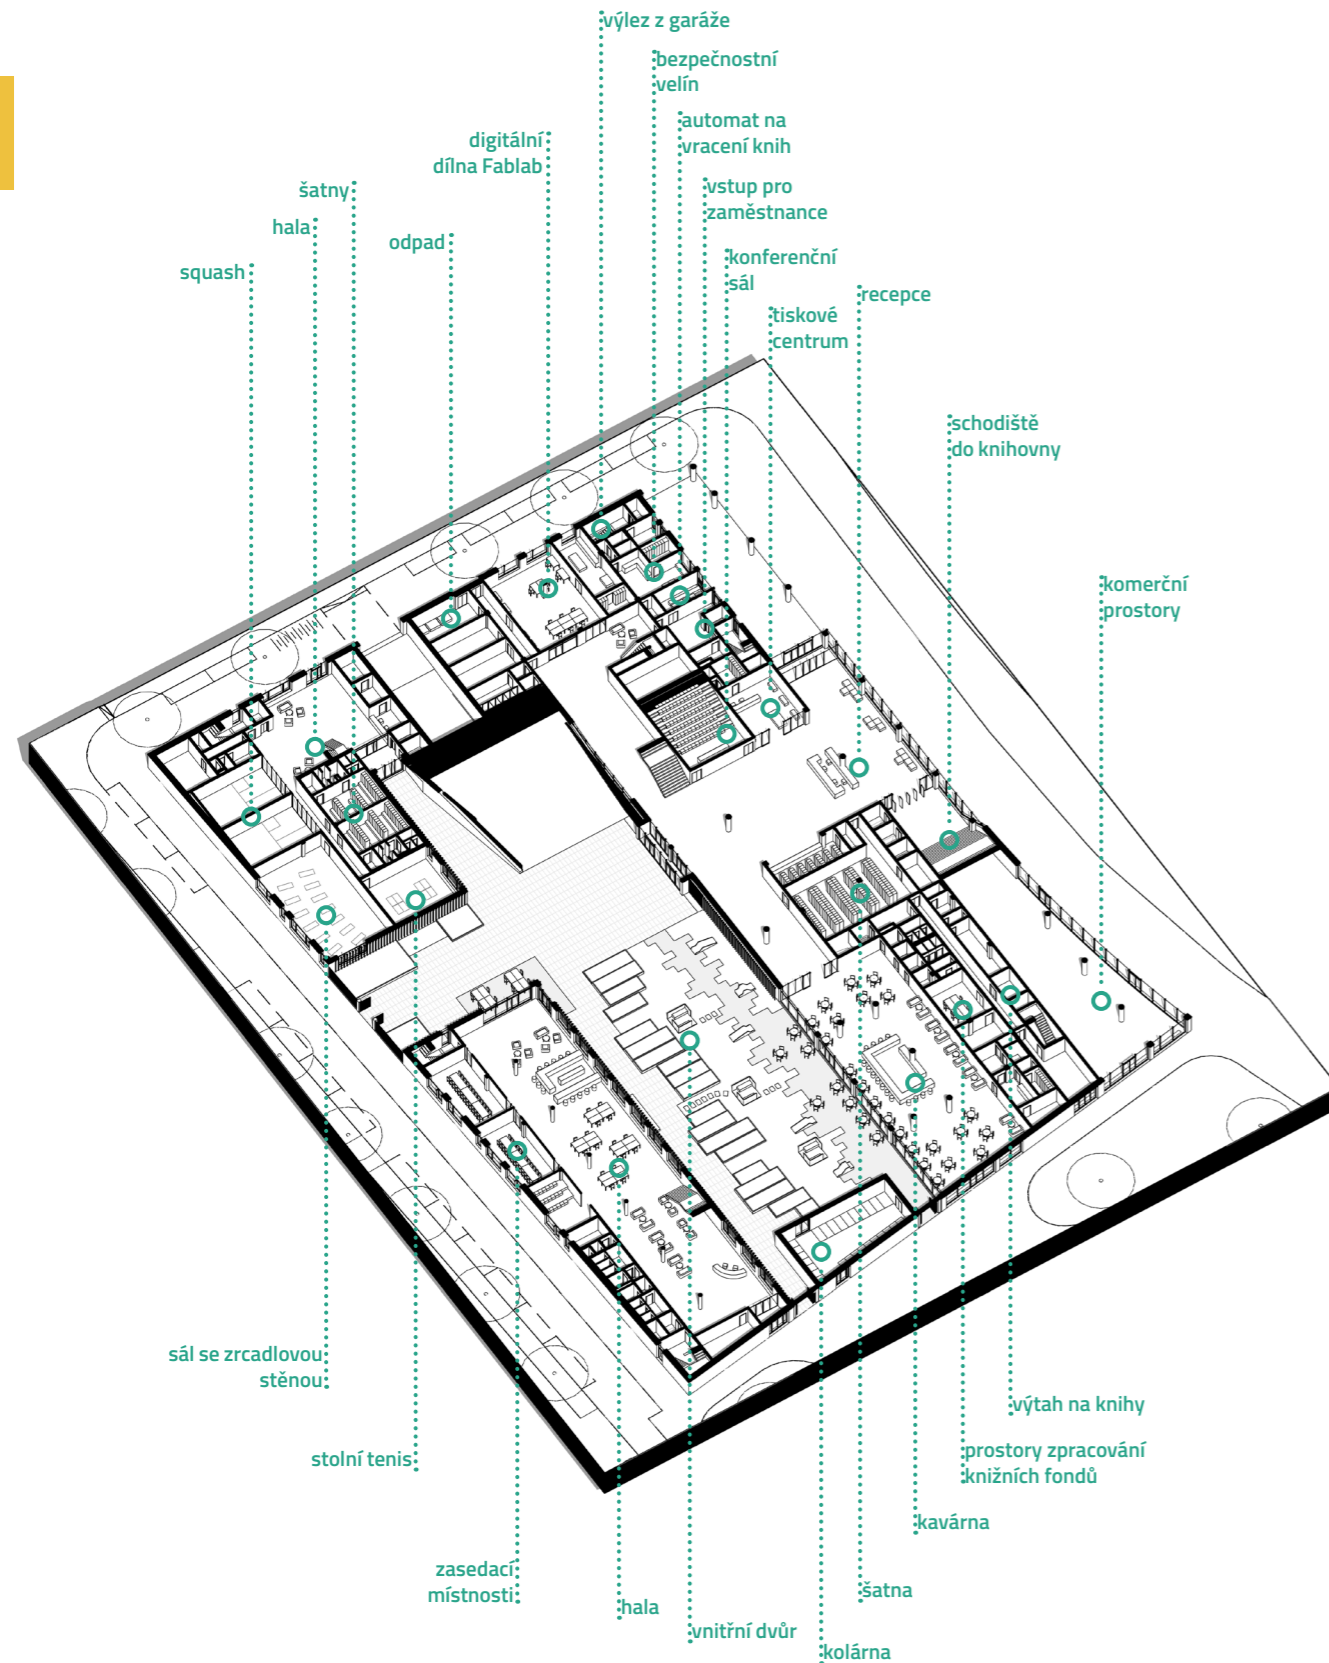 výlez z garáže
bezpečnostní
velín
automat na
vracení knih
digitální
dílna Fablab
šatny
vstup pro
zaměstnance
hala
odpad
konferenční
sál
squash
recepce
tiskové
centrum
schodiště
do knihovny
komerční
prostory
sál se zrcadlovou
stěnou
výtah na knihy
stolní tenis
prostory zpracování
knižních fondů
kavárna
zasedací
místnosti
šatna
hala
vnitřní dvůr
kolárna